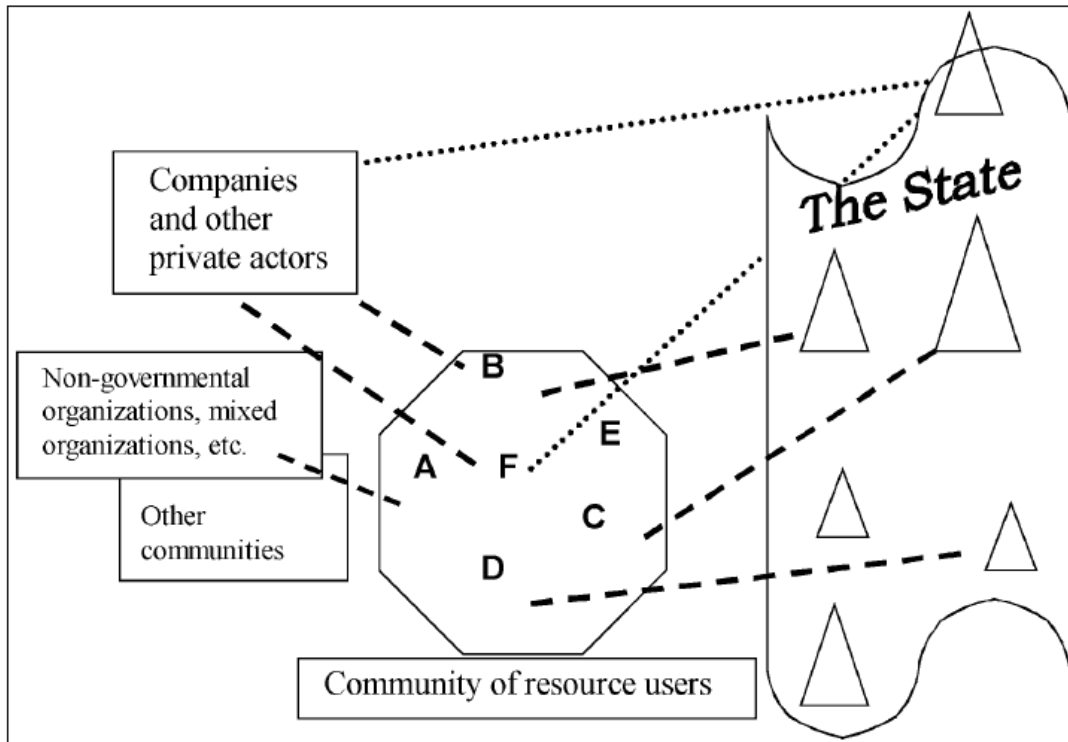 The State
Companies
and other
private actors
Non-governmental
organizations, mixed
organizations, etc.
Other
communities
B
E
A
F
C
D
Community of resource users